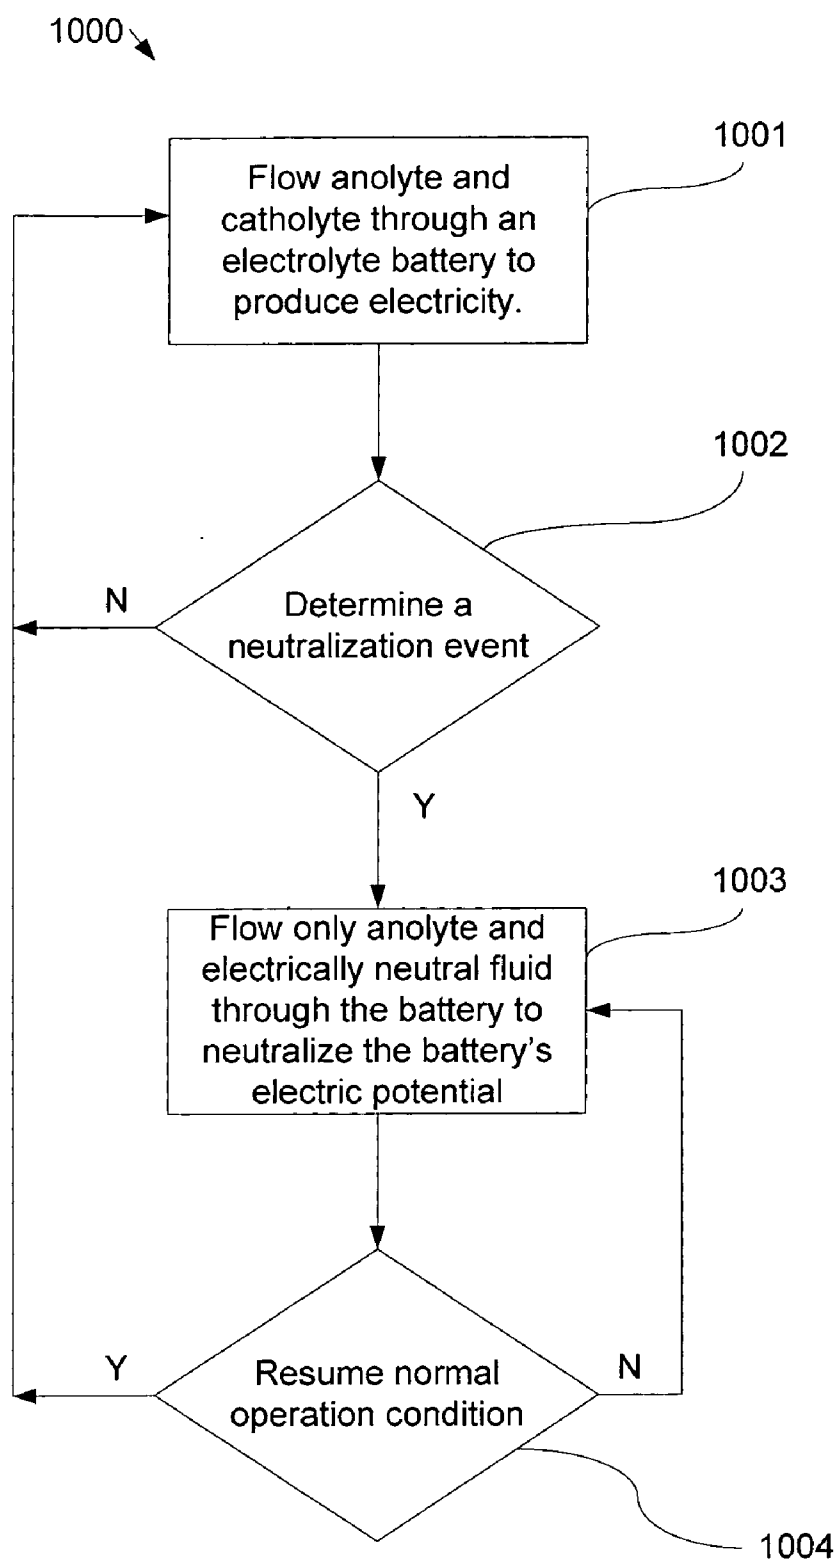 1000
1001
Flow anolyte and
catholyte through an
electrolyte battery to
produce electricity.
1002
N
Determine a
neutralization event
Y
1003
Flow only anolyte and
electrically neutral fluid
through the battery to
neutralize the battery's
electric potential
Y
Resume normal
operation condition
N
1004